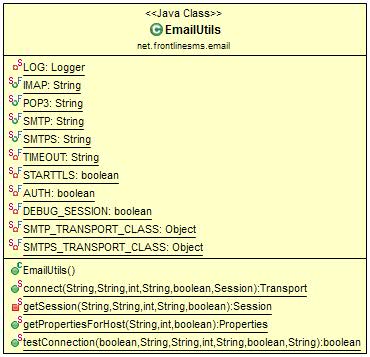 <<Java Class>>
EmailUtils
net.frontlinesms.email
LOG: Logger
IMAP: String
POP3: String
SMTP: String
SMTPS: String
TIMEOUT: String
STARTTLS: boolean
AUTH: boolean
DEBUG_SESSION: boolean
SMTP_TRANSPORT_CLASS: Object
SMTPS_TRANSPORT_CLASS: Object
EmailUtils()
connect(String,String,int,String,boolean,Session):Transport
getSession(String,String,int,String,boolean):Session
getPropertiesForHost(String,int,boolean):Properties
testConnection(boolean,String,String,int,String,boolean,String):boolean